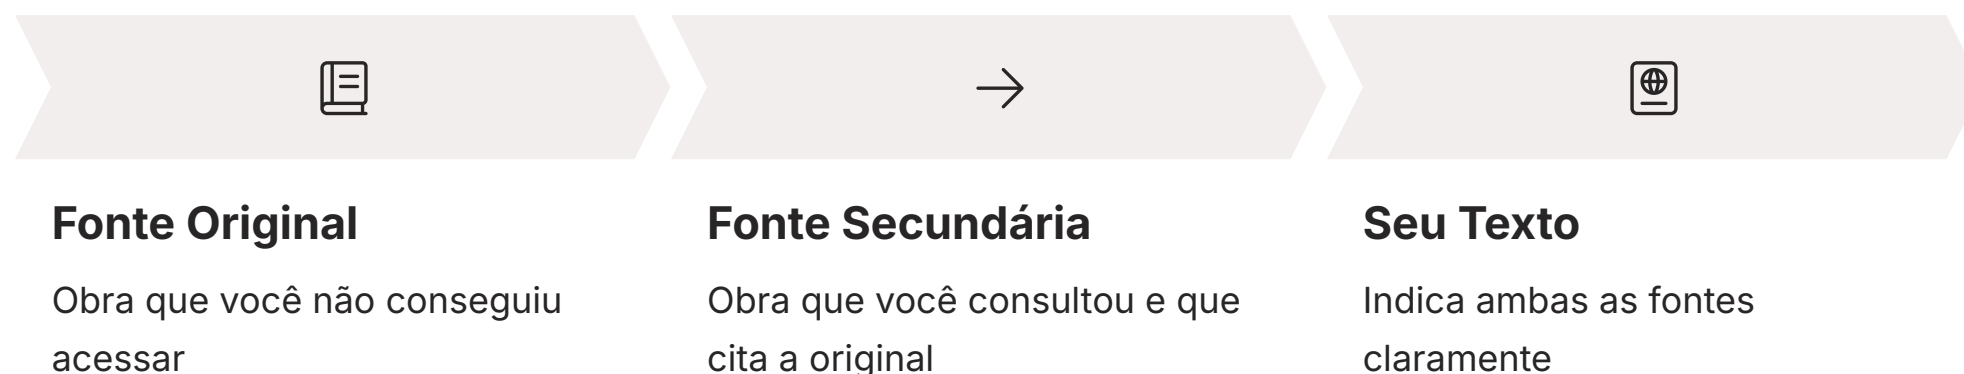 Fonte Original
Obra que você não conseguiu
acessar
Fonte Secundária
Obra que você consultou e que
cita a original
Seu Texto
Indica ambas as fontes
claramente